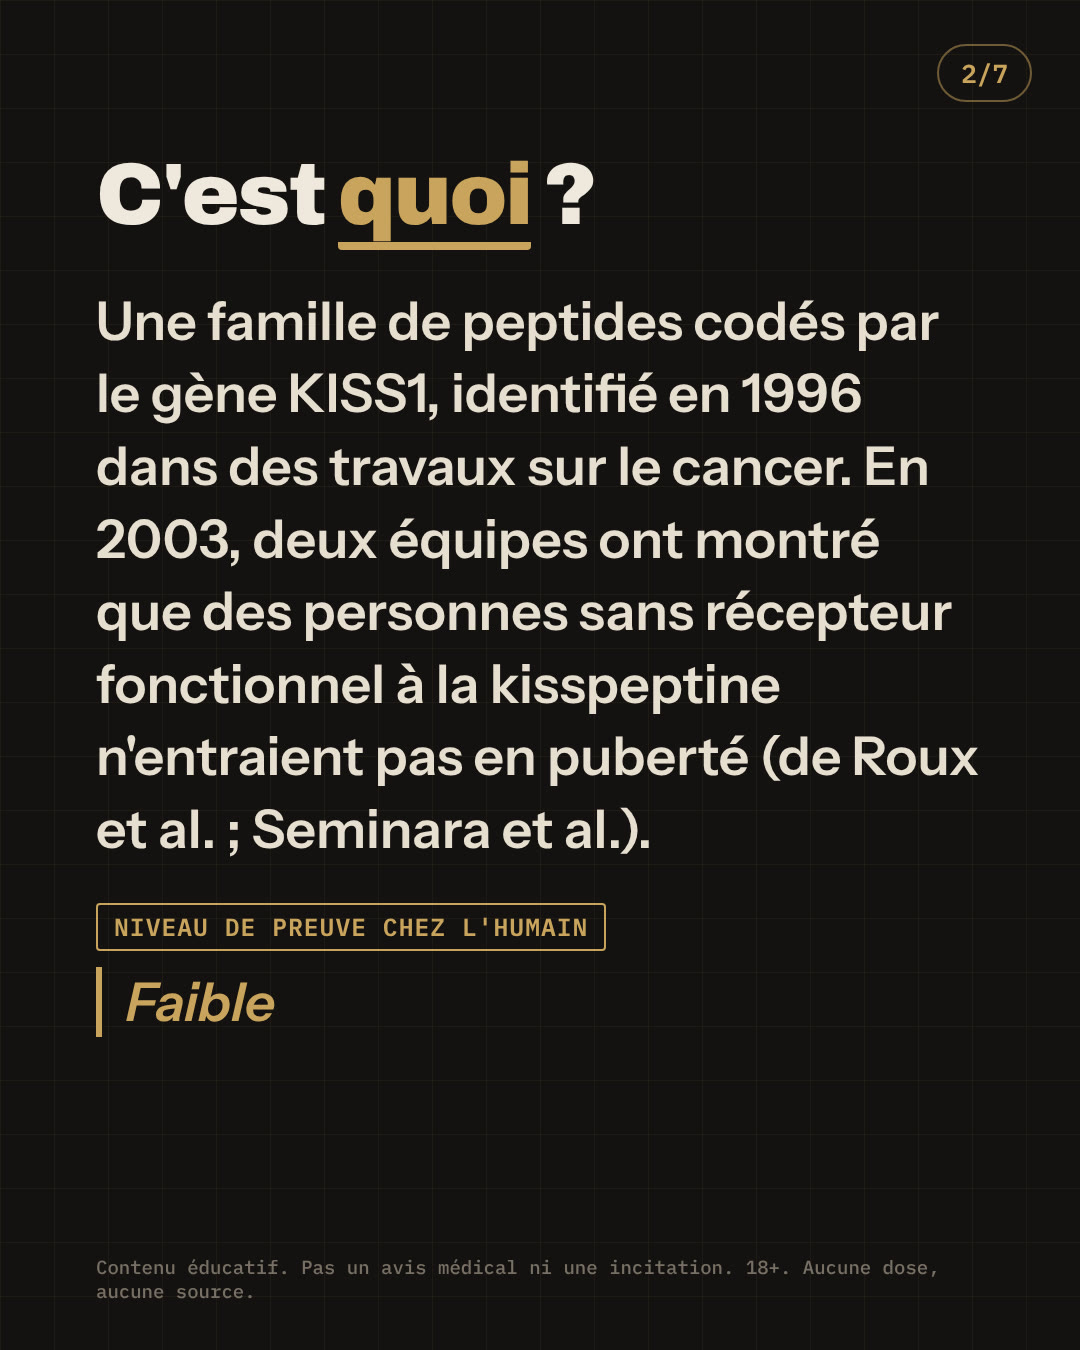 2/7
C'est quoi ?
Une famille de peptides codés par
le gène KISS1, identifié en 1996
dans des travaux sur le cancer. En
2003, deux équipes ont montré
que des personnes sans récepteur
fonctionnel à la kisspeptine
n'entraient pas en puberté (de Roux
et al. ; Seminara et al.).
NIVEAU DE PREUVE CHEZ L'HUMAIN
Faible
Contenu éducatif. Pas un avis médical ni une incitation. 18+. Aucune dose,
aucune source.